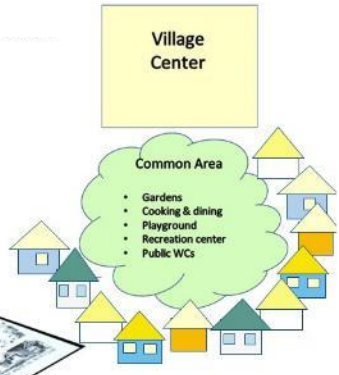 Village
Center
Common Area
• Gardens
• Cooking & dining
• Playground
• Recreation center
• Public WCs